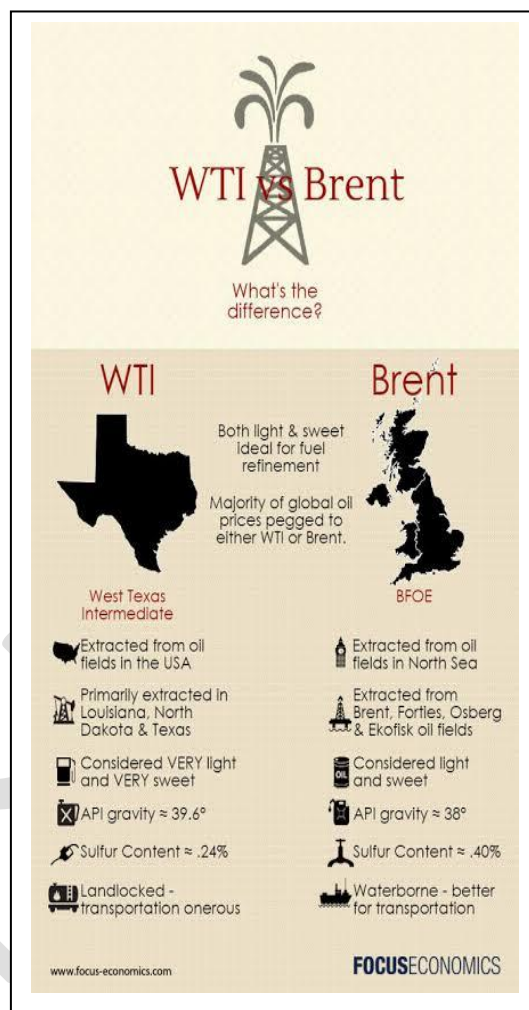 WTI vs Brent
What's the
difference?
WTI
Brent
Both light & sweet
ideal for fuel
refinement
Majority of global oil
prices pegged to
either WTI or Brent.
West Texas
Intermediate
BFOE
Extracted from oil
fields in the USA
Extracted from oil
fields in North Sea
Primarily extracted in
Louisiana, North
Dakota & Texas
Extracted from
Brent, Forties, Osberg
& Ekofisk oil fields
Considered VERY light
and VERY sweet
OIL
Considered light
and sweet
API gravity ≈ 39.6°
API gravity ≈ 38°
Sulfur Content ≈ .24%
Sulfur Content ≈ .40%
Landlocked -
transportation onerous
Waterborne - better
for transportation
www.focus-economics.com
FOCUSECONOMICS